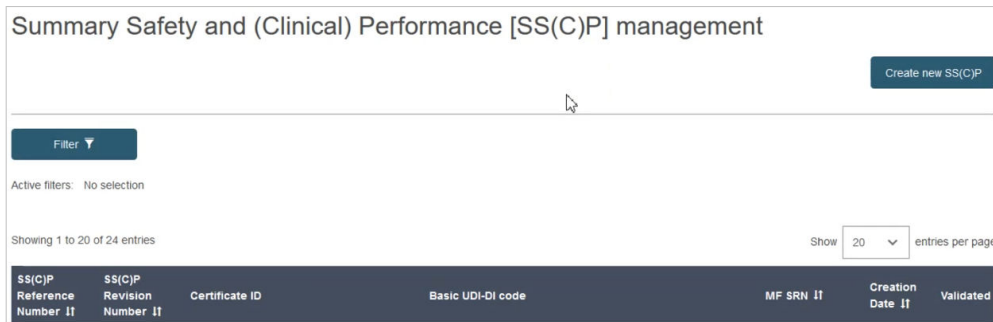 Summary Safety and (Clinical) Performance [SS(C)P] management
Create new SS(C)P
Filter
Active filters: No selection
Showing 1 to 20 of 24 entries
Show 20 entries per page
SS(C)P Reference Number
SS(C)P Revision Number
Certificate ID
Basic UDI-DI code
MF SRN
Creation Date
Validated